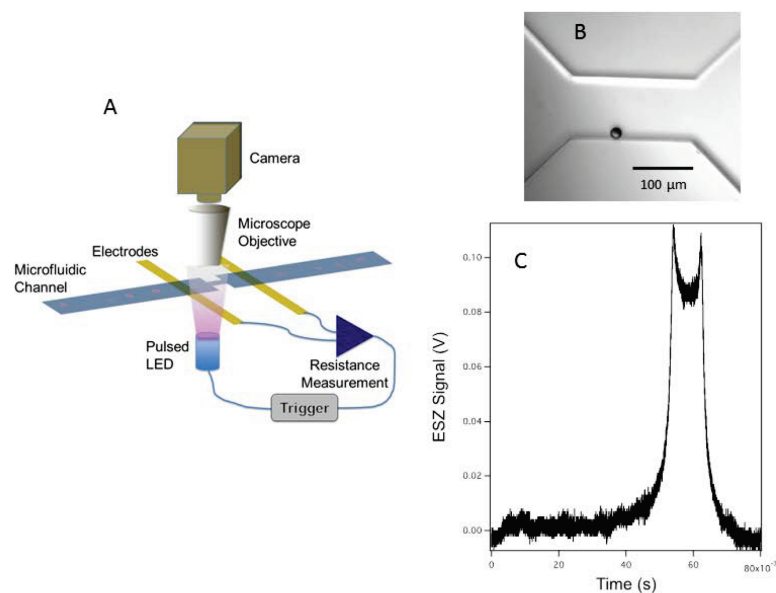 A
Camera
Microscope
Objective
Electrodes
Microfluidic
Channel
Pulsed
LED
Resistance
Measurement
Trigger
B
100 µm
C
ESZ Signal (V)
0.10
0.08
0.06
0.04
0.02
0.00
0
20
40
60
80x10⁻³
Time (s)